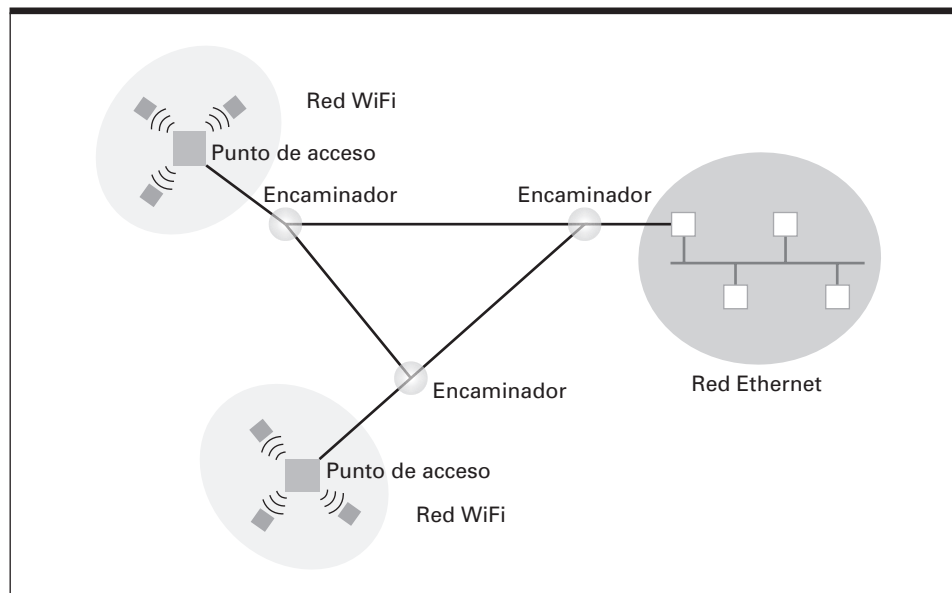 Red WiFi
Punto de acceso
Encaminador
Encaminador
Encaminador
Red Ethernet
Punto de acceso
Red WiFi